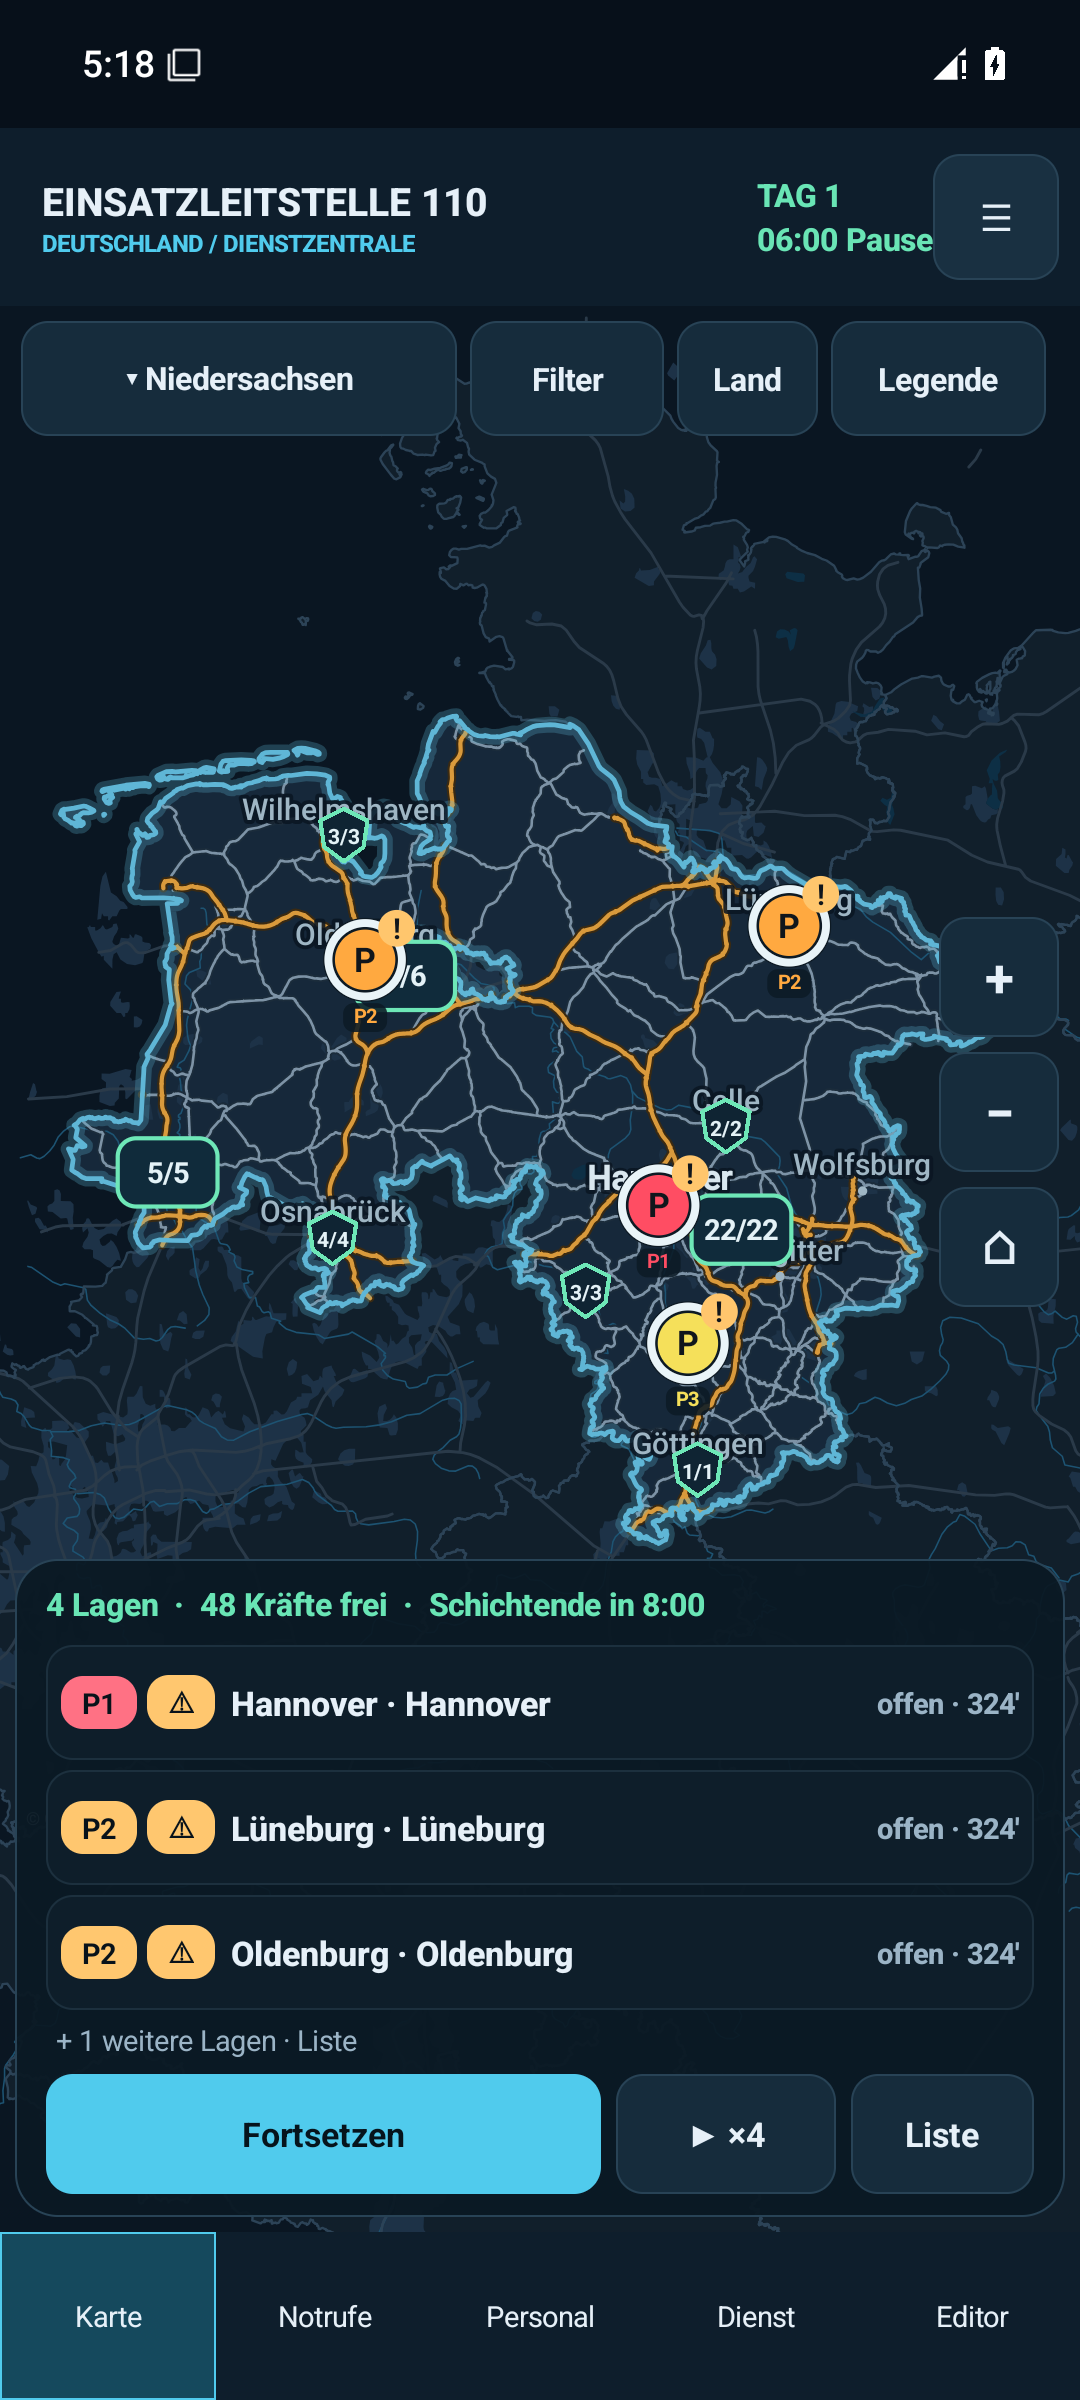 5:18
EINSATZLEITSTELLE 110
DEUTSCHLAND / DIENSTZENTRALE
TAG 1
06:00 Pause
☰
▼ Niedersachsen
Filter
Land
Legende
Wilhelmshaven
3/3
!
P
P2
/6
Lü
g
!
P
P2
+
−
Celle
2/2
Wolfsburg
5/5
Osnabrück
4/4
!
P
P1
22/22
itter
3/3
!
P
P3
Göttingen
1/1
4 Lagen · 48 Kräfte frei · Schichtende in 8:00
P1 ⚠ Hannover · Hannover offen · 324'
P2 ⚠ Lüneburg · Lüneburg offen · 324'
P2 ⚠ Oldenburg · Oldenburg offen · 324'
+ 1 weitere Lagen · Liste
Fortsetzen
▶ ×4
Liste
Karte
Notrufe
Personal
Dienst
Editor